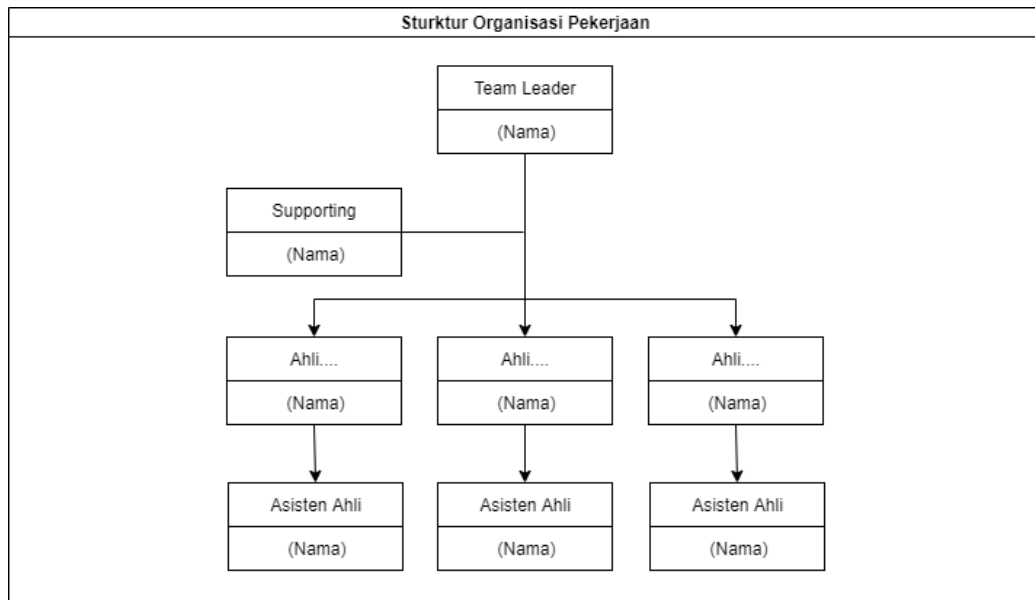 Sturktur Organisasi Pekerjaan
Team Leader
(Nama)
Supporting
(Nama)
Ahli....
(Nama)
Ahli....
(Nama)
Ahli....
(Nama)
Asisten Ahli
(Nama)
Asisten Ahli
(Nama)
Asisten Ahli
(Nama)